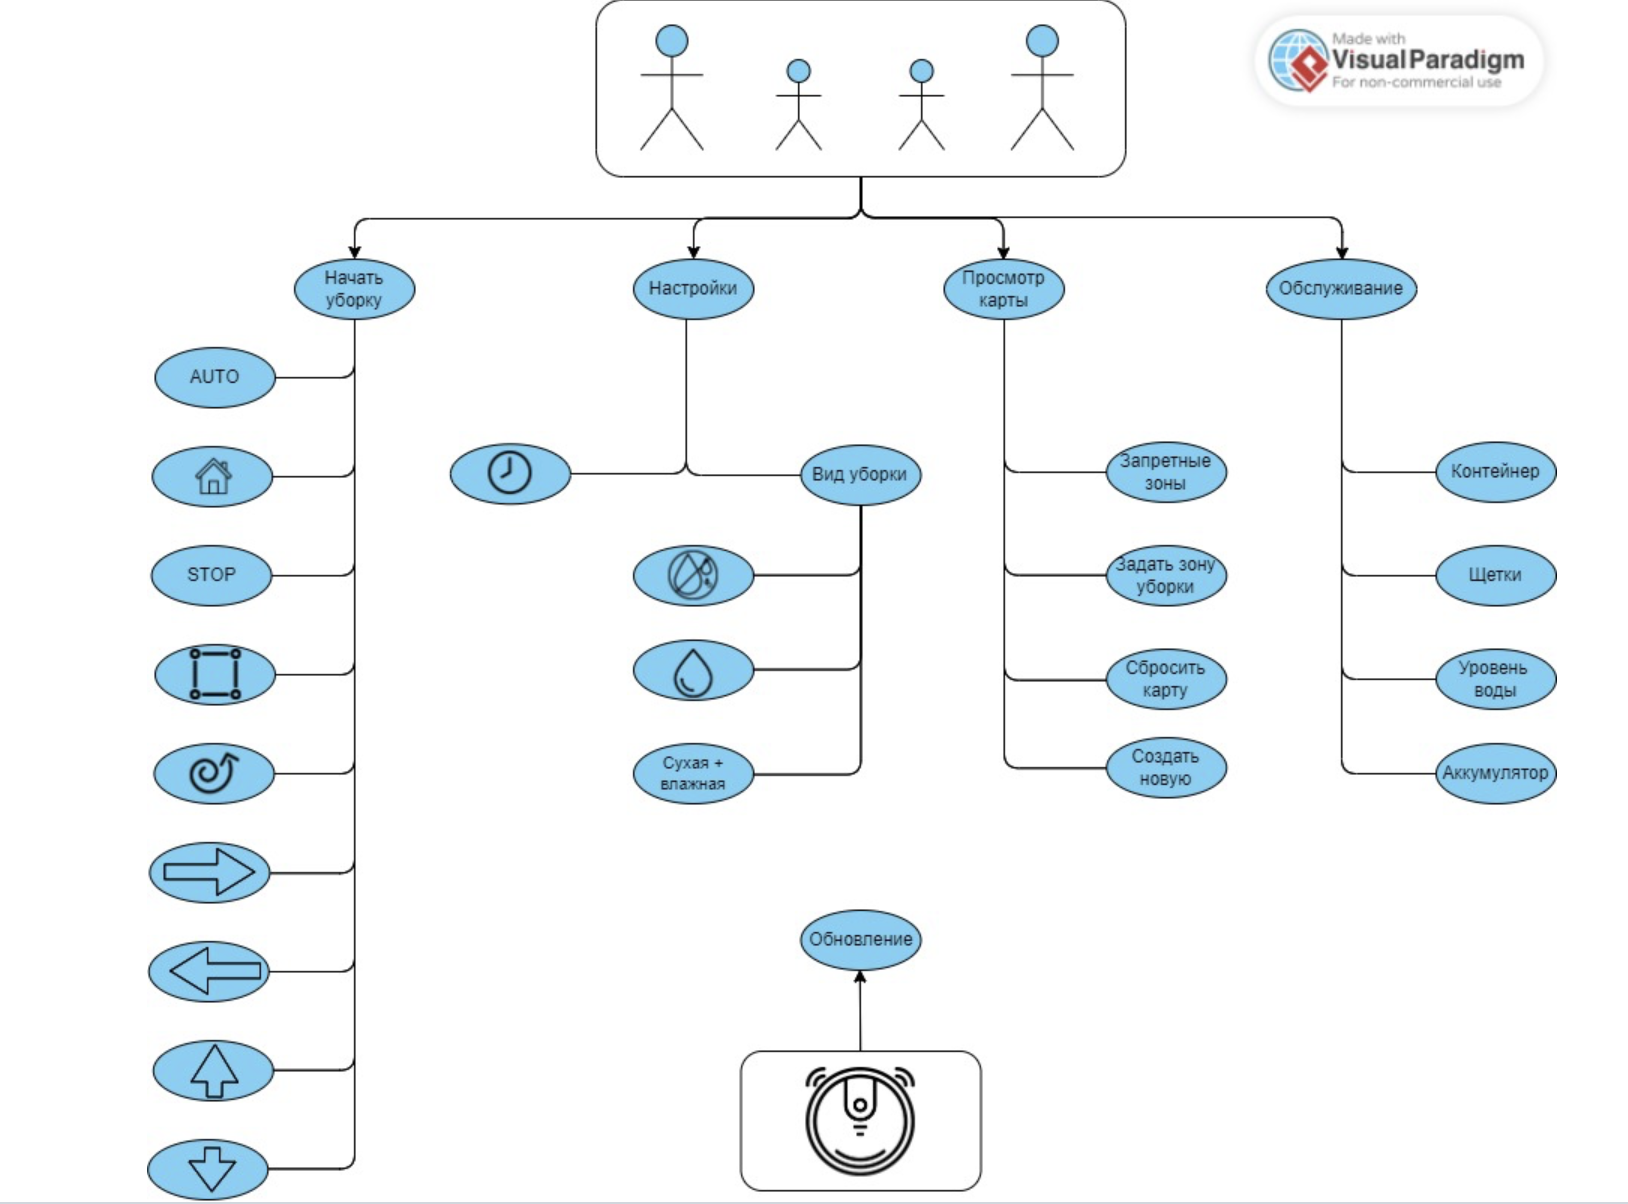 Made with
Visual Paradigm
For non-commercial use
Начать
уборку
Настройки
Просмотр
карты
Обслуживание
AUTO
STOP
Вид уборки
Сухая +
влажная
Запретные
зоны
Задать зону
уборки
Сбросить
карту
Создать
новую
Контейнер
Щетки
Уровень
воды
Аккумулятор
Обновление